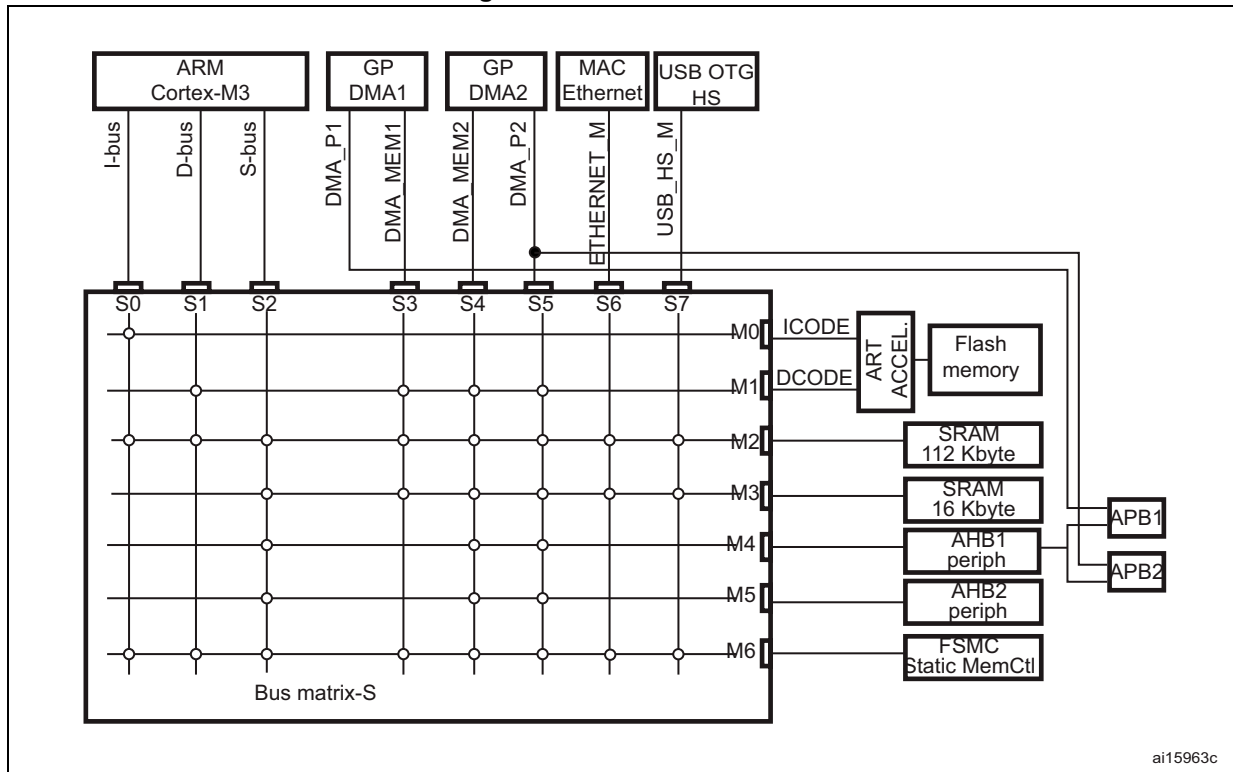 ARM
Cortex-M3
GP
DMA1
GP
DMA2
MAC
Ethernet
USB OTG
HS
I-bus
D-bus
S-bus
DMA_P1
DMA_MEM1
DMA_MEM2
DMA_P2
ETHERNET_M
USB_HS_M
S0
S1
S2
S3
S4
S5
S6
S7
M0
ICODE
M1
DCODE
ART
ACCEL.
Flash
memory
M2
SRAM
112 Kbyte
M3
SRAM
16 Kbyte
M4
AHB1
periph
APB1
M5
AHB2
periph
APB2
M6
FSMC
Static MemCtl
Bus matrix-S
ai15963c